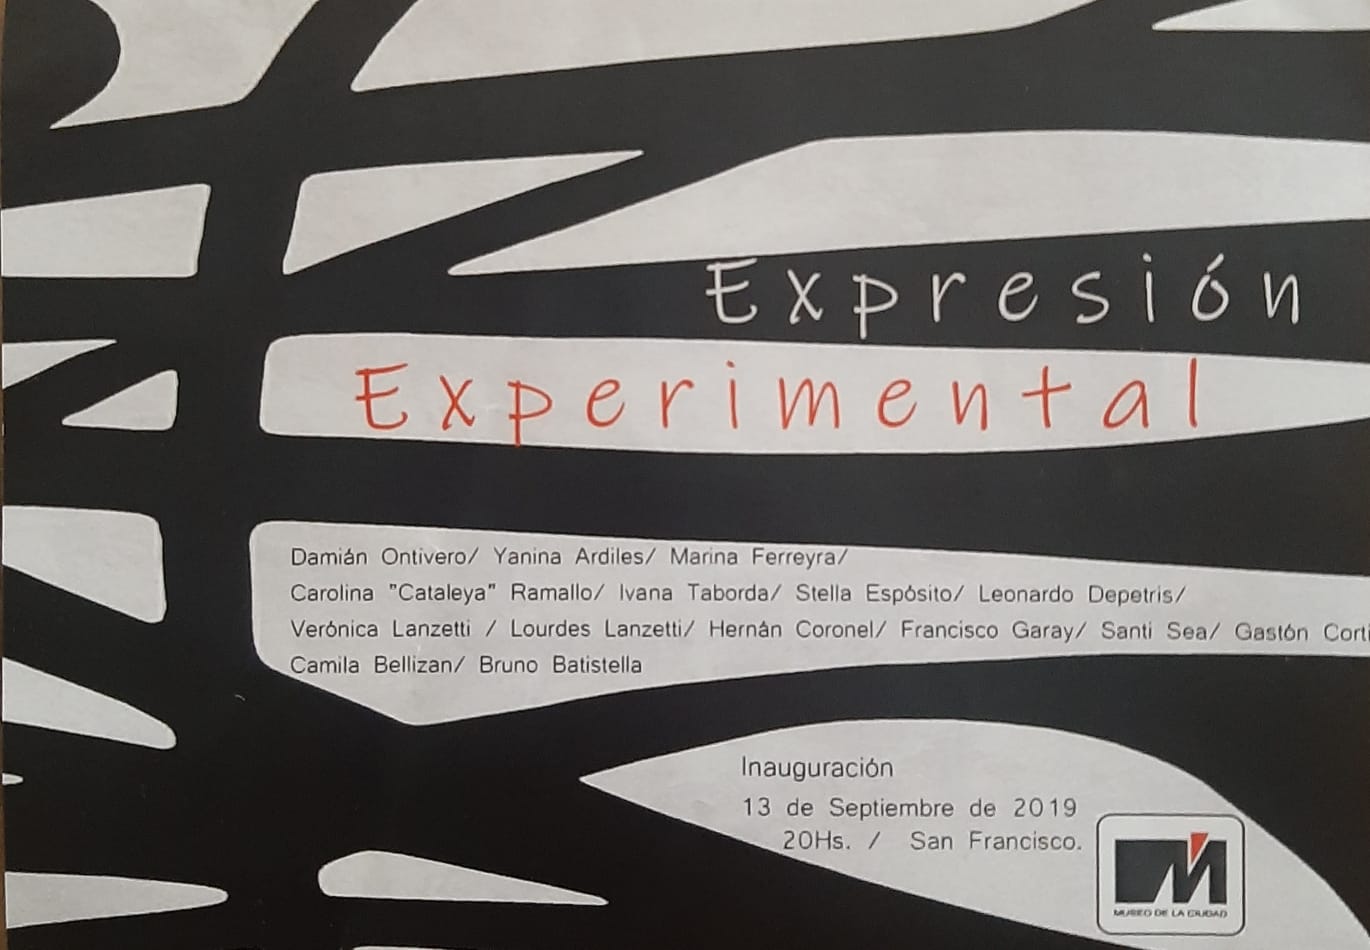 Expresión
Experimental
Damián Ontivero/ Yanina Ardiles/ Marina Ferreyra/
Carolina "Cataleya" Ramallo/ Ivana Taborda/ Stella Espósito/ Leonardo Depetris/
Verónica Lanzetti / Lourdes Lanzetti/ Hernán Coronel/ Francisco Garay/ Santi Sea/ Gastón
Camila Bellizan/ Bruno Batistella
Inauguración
13 de Septiembre de 2019
20Hs. / San Francisco.
M
MUSEO DE LA CIUDAD